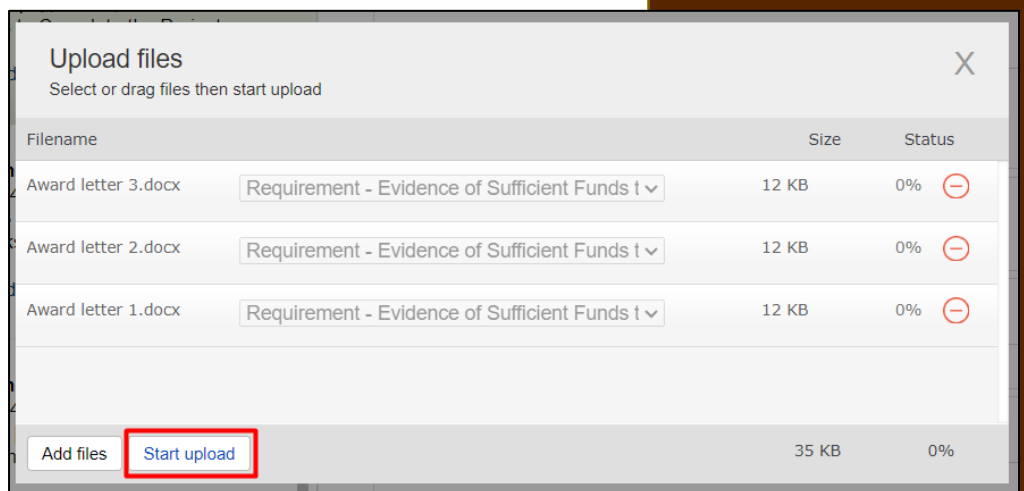 Upload files
X
Select or drag files then start upload
Filename Size Status
Award letter 3.docx Requirement - Evidence of Sufficient Funds t 12 KB 0%
Award letter 2.docx Requirement - Evidence of Sufficient Funds t 12 KB 0%
Award letter 1.docx Requirement - Evidence of Sufficient Funds t 12 KB 0%
Add files Start upload 35 KB 0%